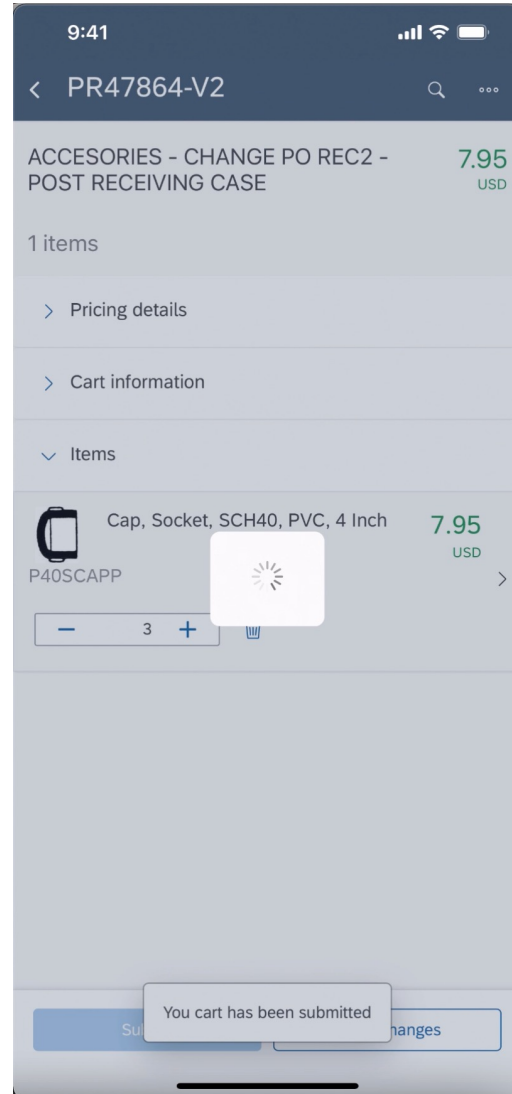 9:41
PR47864-V2
ACCESORIES - CHANGE PO REC2 -
POST RECEIVING CASE
7.95
USD
1 items
Pricing details
Cart information
Items
Cap, Socket, SCH40, PVC, 4 Inch
7.95
USD
P40SCAPP
3
You cart has been submitted